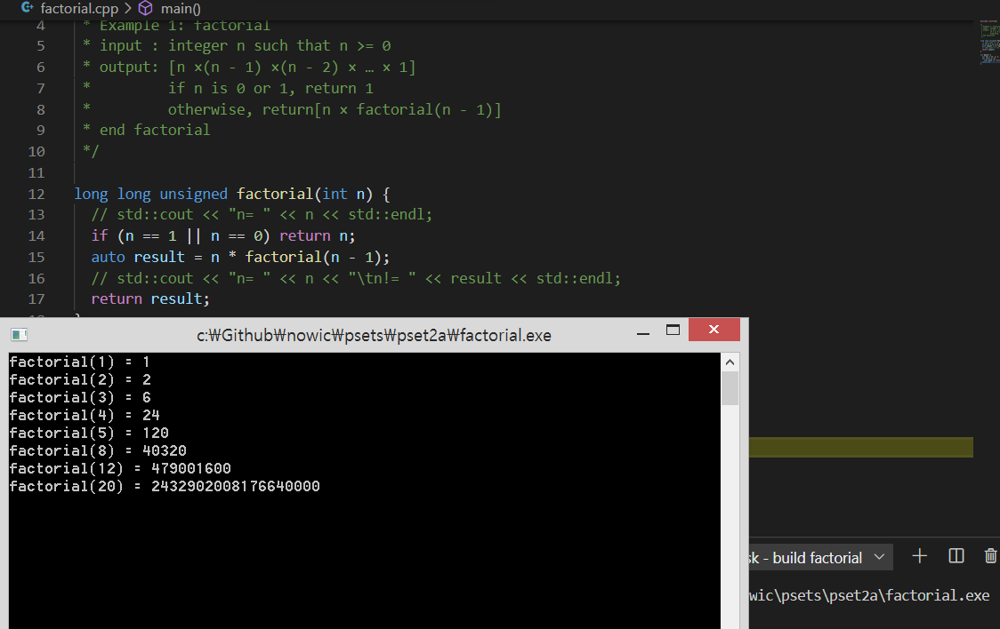 factorial.cpp > main()
4 * Example 1: factorial
5 * input : integer n such that n >= 0
6 * output: [n ×(n - 1) ×(n - 2) × … × 1]
7 * if n is 0 or 1, return 1
8 * otherwise, return[n × factorial(n - 1)]
9 * end factorial
10 */
11
12 long long unsigned factorial(int n) {
13 // std::cout << "n= " << n << std::endl;
14 if (n == 1 || n == 0) return n;
15 auto result = n * factorial(n - 1);
16 // std::cout << "n= " << n << "\tn!= " << result << std::endl;
17 return result;
c:₩Github₩nowic₩psets₩pset2a₩factorial.exe
factorial(1) = 1
factorial(2) = 2
factorial(3) = 6
factorial(4) = 24
factorial(5) = 120
factorial(8) = 40320
factorial(12) = 479001600
factorial(20) = 2432902008176640000
sk - build factorial
wic\psets\pset2a\factorial.exe